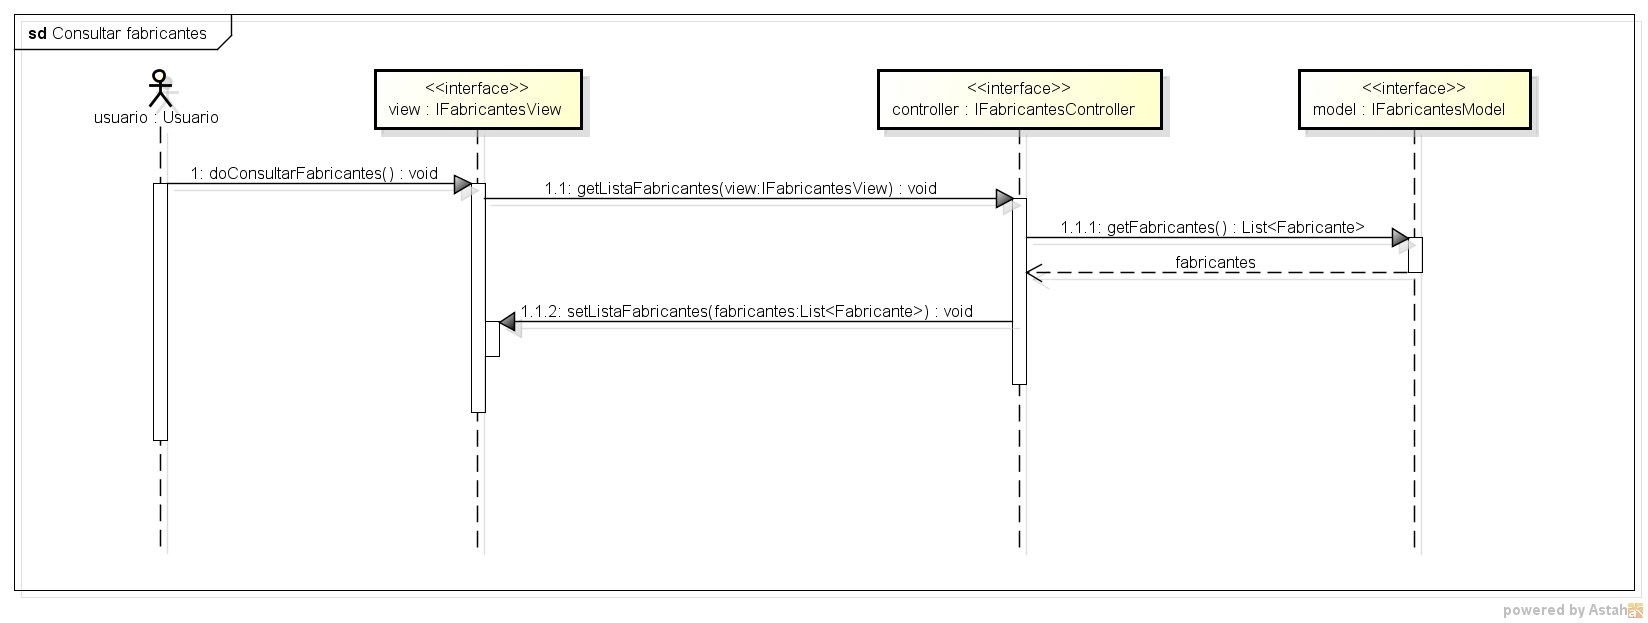 sd Consultar fabricantes
usuario : Usuario
<<interface>>
view : IFabricantesView
<<interface>>
controller : IFabricantesController
<<interface>>
model : IFabricantesModel
1: doConsultarFabricantes() : void
1.1: getListaFabricantes(view:IFabricantesView) : void
1.1.1: getFabricantes() : List<Fabricante>
fabricantes
1.1.2: setListaFabricantes(fabricantes:List<Fabricante>) : void
powered by Astah